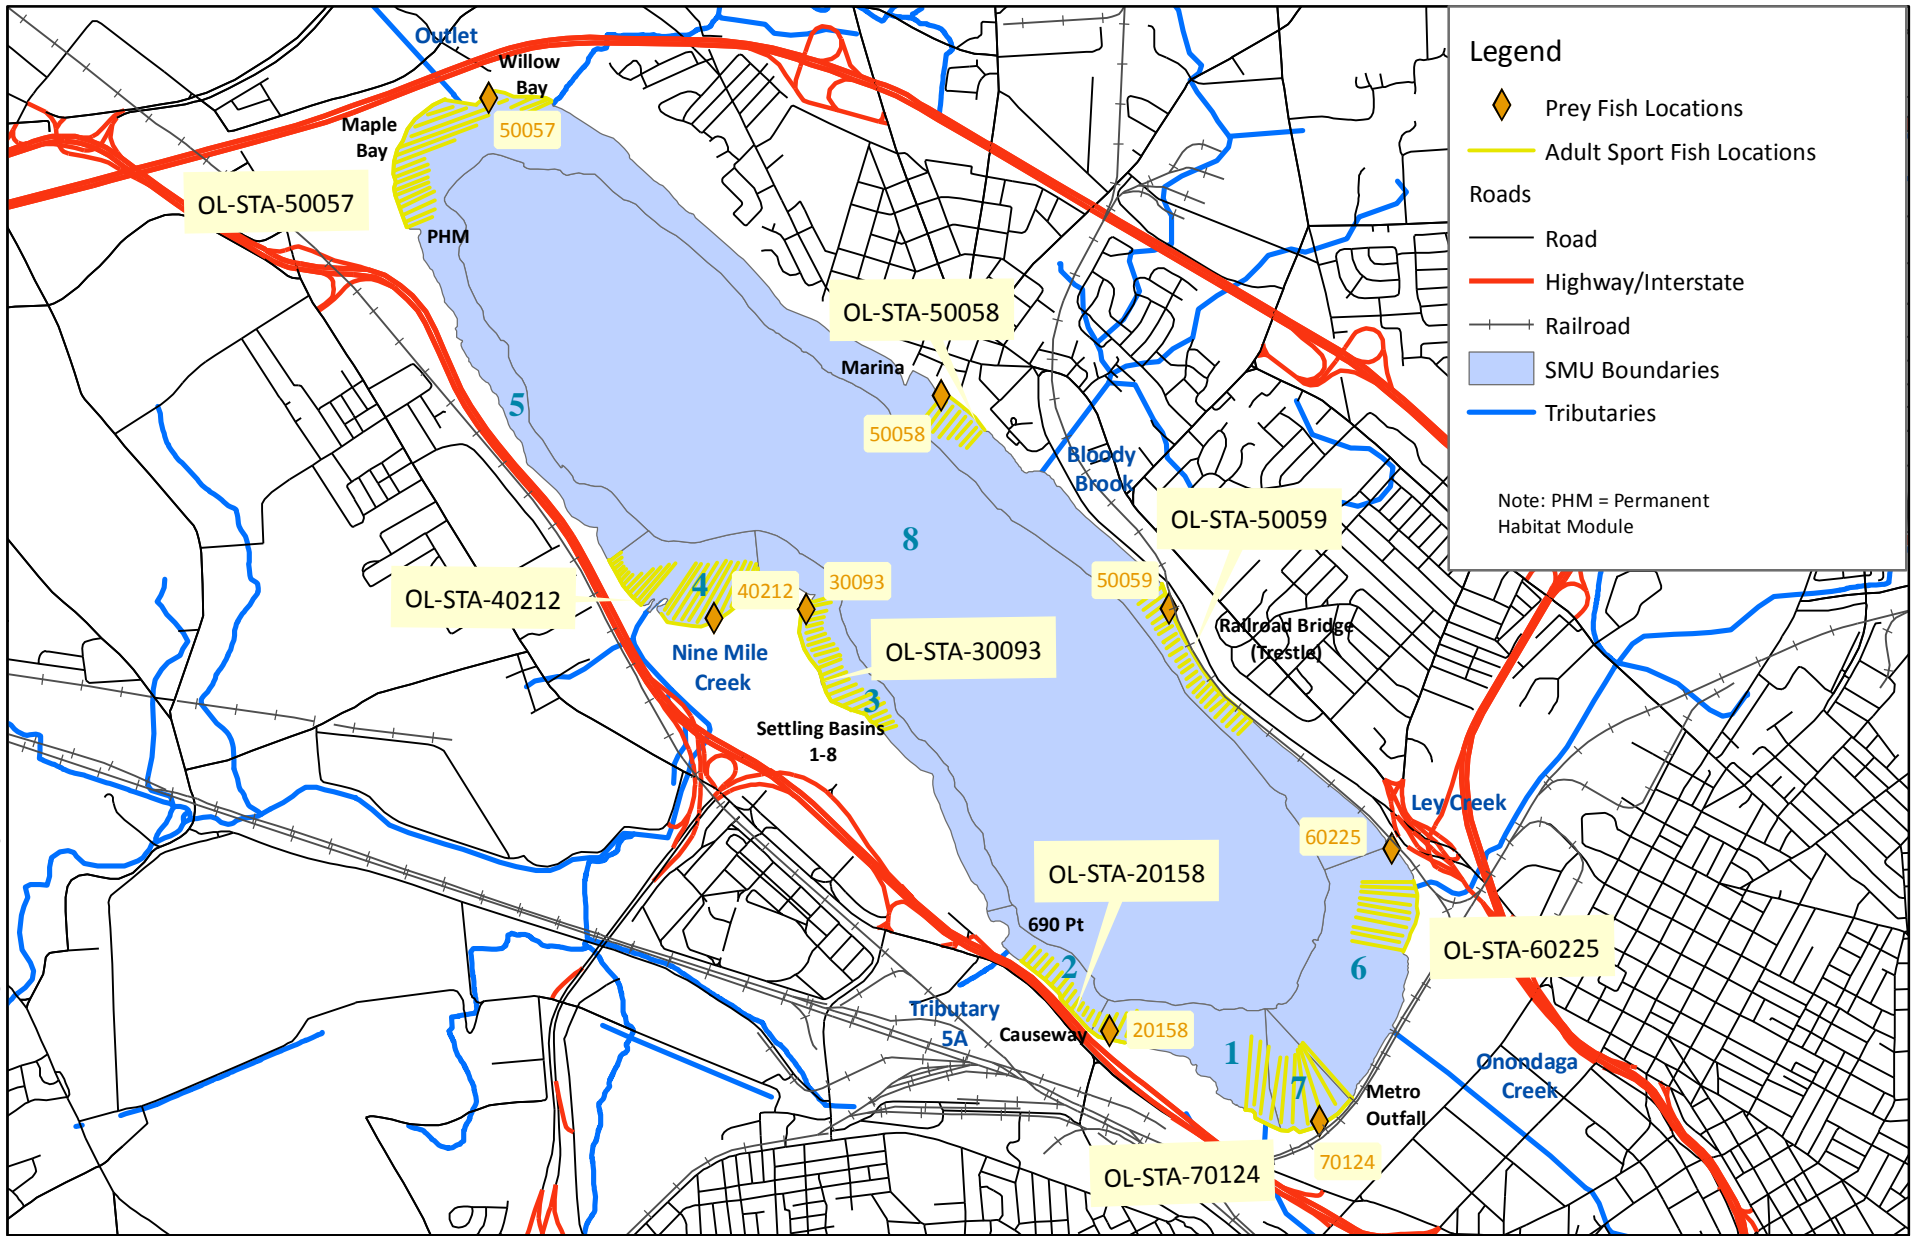 Outlet
Willow
Bay
50057
Maple
Bay
OL-STA-50057
PHM
OL-STA-50058
Marina
50058
5
Bloody
Brook
OL-STA-50059
8
50059
4
40212
30093
OL-STA-40212
Railroad Bridge
(Trestle)
Nine Mile
Creek
OL-STA-30093
3
Settling Basins
1-8
Ley Creek
60225
OL-STA-20158
690 Pt
2
OL-STA-60225
6
Tributary
5A
Causeway
20158
1
7
Onondaga
Creek
Metro
Outfall
70124
OL-STA-70124
Legend
Prey Fish Locations
Adult Sport Fish Locations
Roads
Road
Highway/Interstate
Railroad
SMU Boundaries
Tributaries
Note: PHM = Permanent
Habitat Module